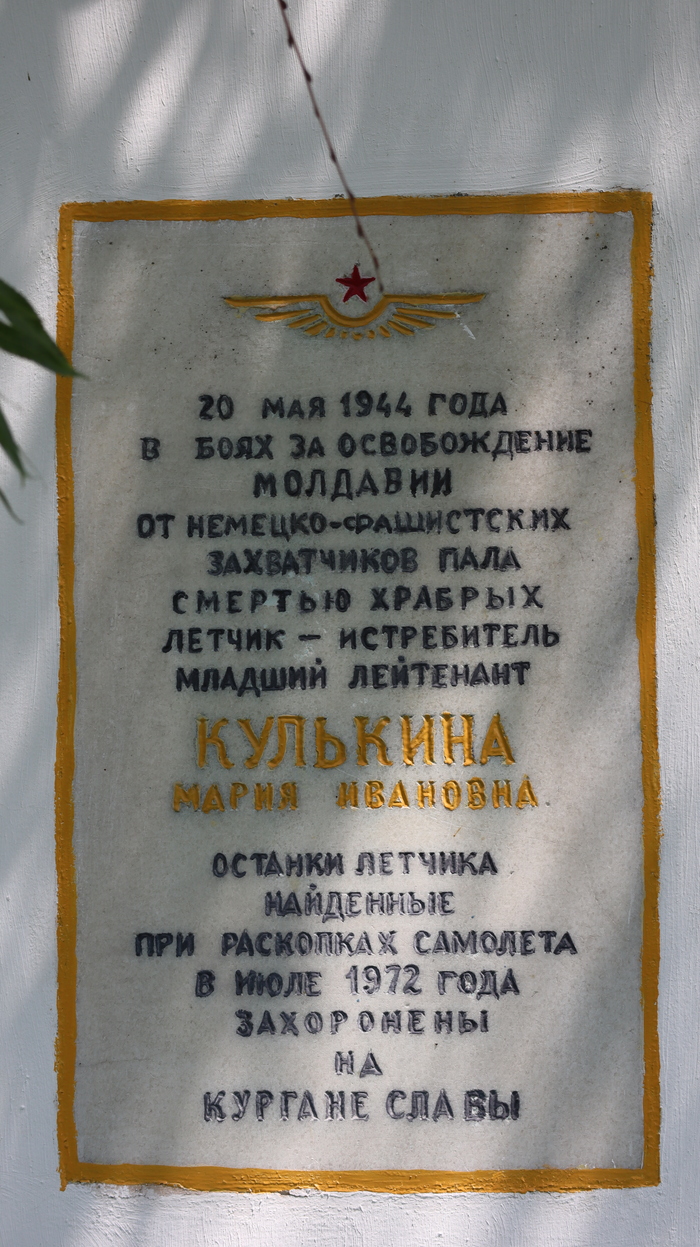 20 МАЯ 1944 ГОДА
В БОЯХ ЗА ОСВОБОЖДЕНИЕ
МОЛДАВИИ
ОТ НЕМЕЦКО-ФАШИСТСКИХ
ЗАХВАТЧИКОВ ПАЛА
СМЕРТЬЮ ХРАБРЫХ
ЛЕТЧИК – ИСТРЕБИТЕЛЬ
МЛАДШИЙ ЛЕЙТЕНАНТ
КУЛЬКИНА
МАРИЯ ИВАНОВНА
ОСТАНКИ ЛЕТЧИКА
НАЙДЕННЫЕ
ПРИ РАСКОПКАХ САМОЛЕТА
В ИЮЛЕ 1972 ГОДА
ЗАХОРОНЕНЫ
НА
КУРГАНЕ СЛАВЫ